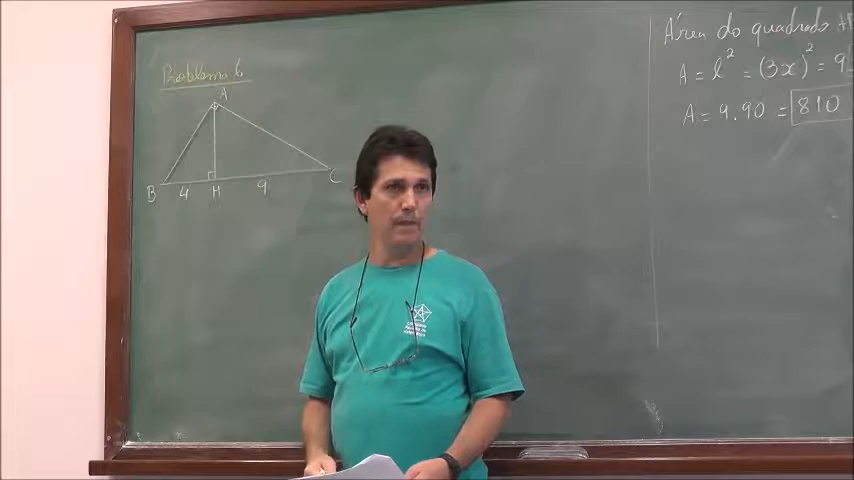 Problema 6
A
B 4 H 9 C
Área do quadrado
A = l² = (3x)² = 9
A = 9.90 = 810